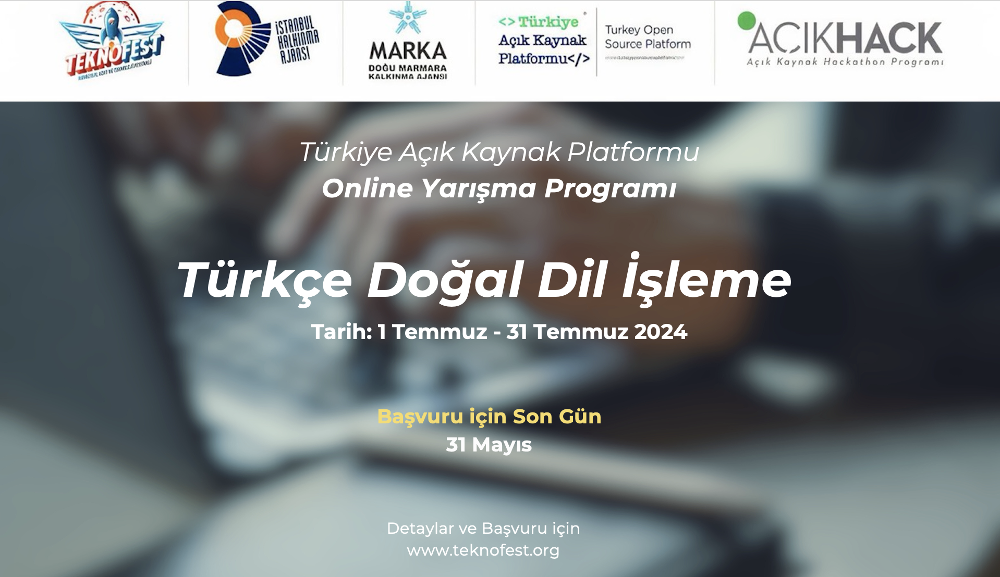 TEKNOFEST
İSTANBUL
KALKINMA
AJANSI
MARKA
DOĞU MARMARA
KALKINMA AJANSI
<> Türkiye
Açık Kaynak
Platformu</>
Turkey Open
Source Platform
AÇIKHACK
Açık Kaynak Hackathon Programı
Türkiye Açık Kaynak Platformu
Online Yarışma Programı
Türkçe Doğal Dil İşleme
Tarih: 1 Temmuz - 31 Temmuz 2024
Başvuru için Son Gün
31 Mayıs
Detaylar ve Başvuru için
www.teknofest.org